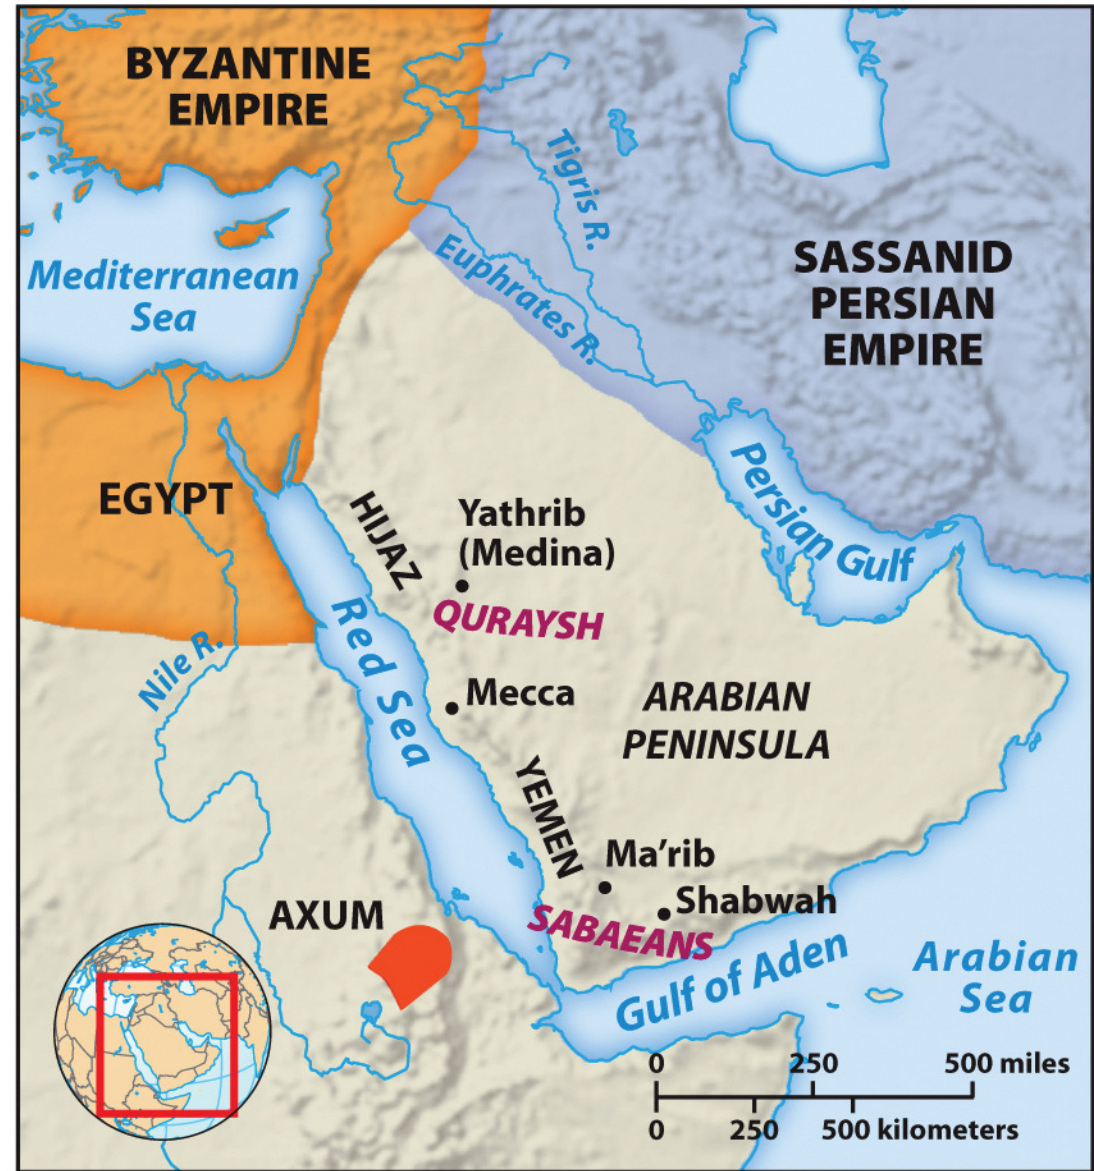 BYZANTINE
EMPIRE
Tigris R.
Mediterranean
Sea
Euphrates R.
SASSANID
PERSIAN
EMPIRE
EGYPT
HIJAZ
Yathrib
(Medina)
Persian Gulf
QURAYSH
Red Sea
Nile R.
Mecca
ARABIAN
PENINSULA
YEMEN
Ma’rib
Shabwah
AXUM
SABAEANS
Gulf of Aden
Arabian
Sea
0 250 500 miles
0 250 500 kilometers